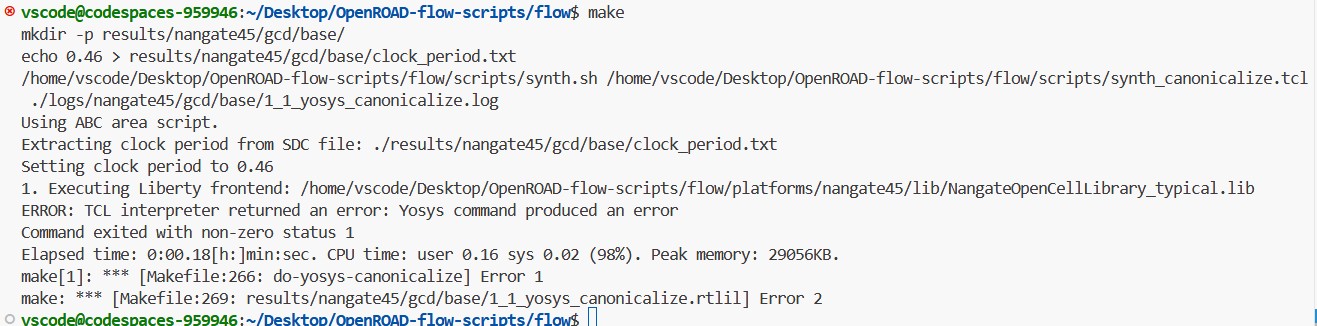 vscode@codespaces-959946:~/Desktop/OpenROAD-flow-scripts/flow$ make
mkdir -p results/nangate45/gcd/base/
echo 0.46 > results/nangate45/gcd/base/clock_period.txt
/home/vscode/Desktop/OpenROAD-flow-scripts/flow/scripts/synth.sh /home/vscode/Desktop/OpenROAD-flow-scripts/flow/scripts/synth_canonicalize.tcl
 ./logs/nangate45/gcd/base/1_1_yosys_canonicalize.log
Using ABC area script.
Extracting clock period from SDC file: ./results/nangate45/gcd/base/clock_period.txt
Setting clock period to 0.46
1. Executing Liberty frontend: /home/vscode/Desktop/OpenROAD-flow-scripts/flow/platforms/nangate45/lib/NangateOpenCellLibrary_typical.lib
ERROR: TCL interpreter returned an error: Yosys command produced an error
Command exited with non-zero status 1
Elapsed time: 0:00.18[h:]min:sec. CPU time: user 0.16 sys 0.02 (98%). Peak memory: 29056KB.
make[1]: *** [Makefile:266: do-yosys-canonicalize] Error 1
make: *** [Makefile:269: results/nangate45/gcd/base/1_1_yosys_canonicalize.rtlil] Error 2
vscode@codespaces-959946:~/Desktop/OpenROAD-flow-scripts/flow$